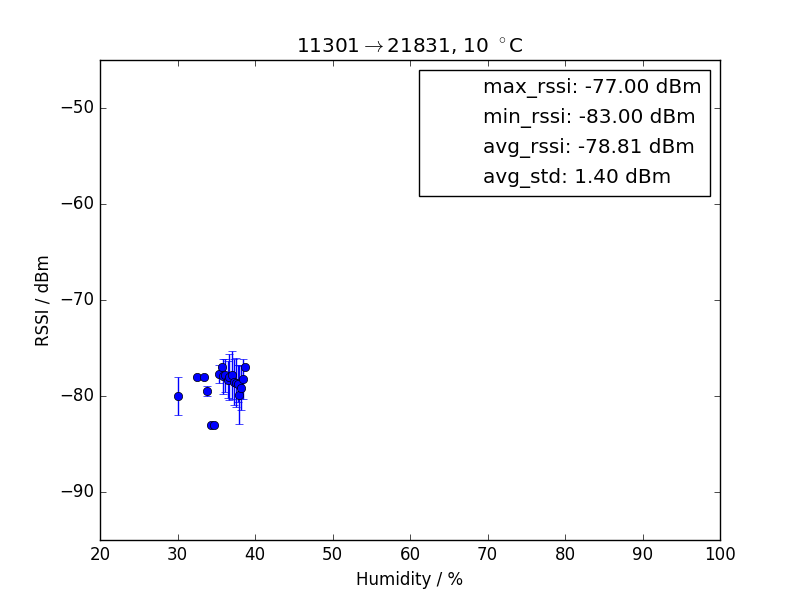 11301→21831, 10 °C
max_rssi: -77.00 dBm
min_rssi: -83.00 dBm
avg_rssi: -78.81 dBm
avg_std: 1.40 dBm
RSSI / dBm
−50
−60
−70
−80
−90
20 30 40 50 60 70 80 90 100
Humidity / %